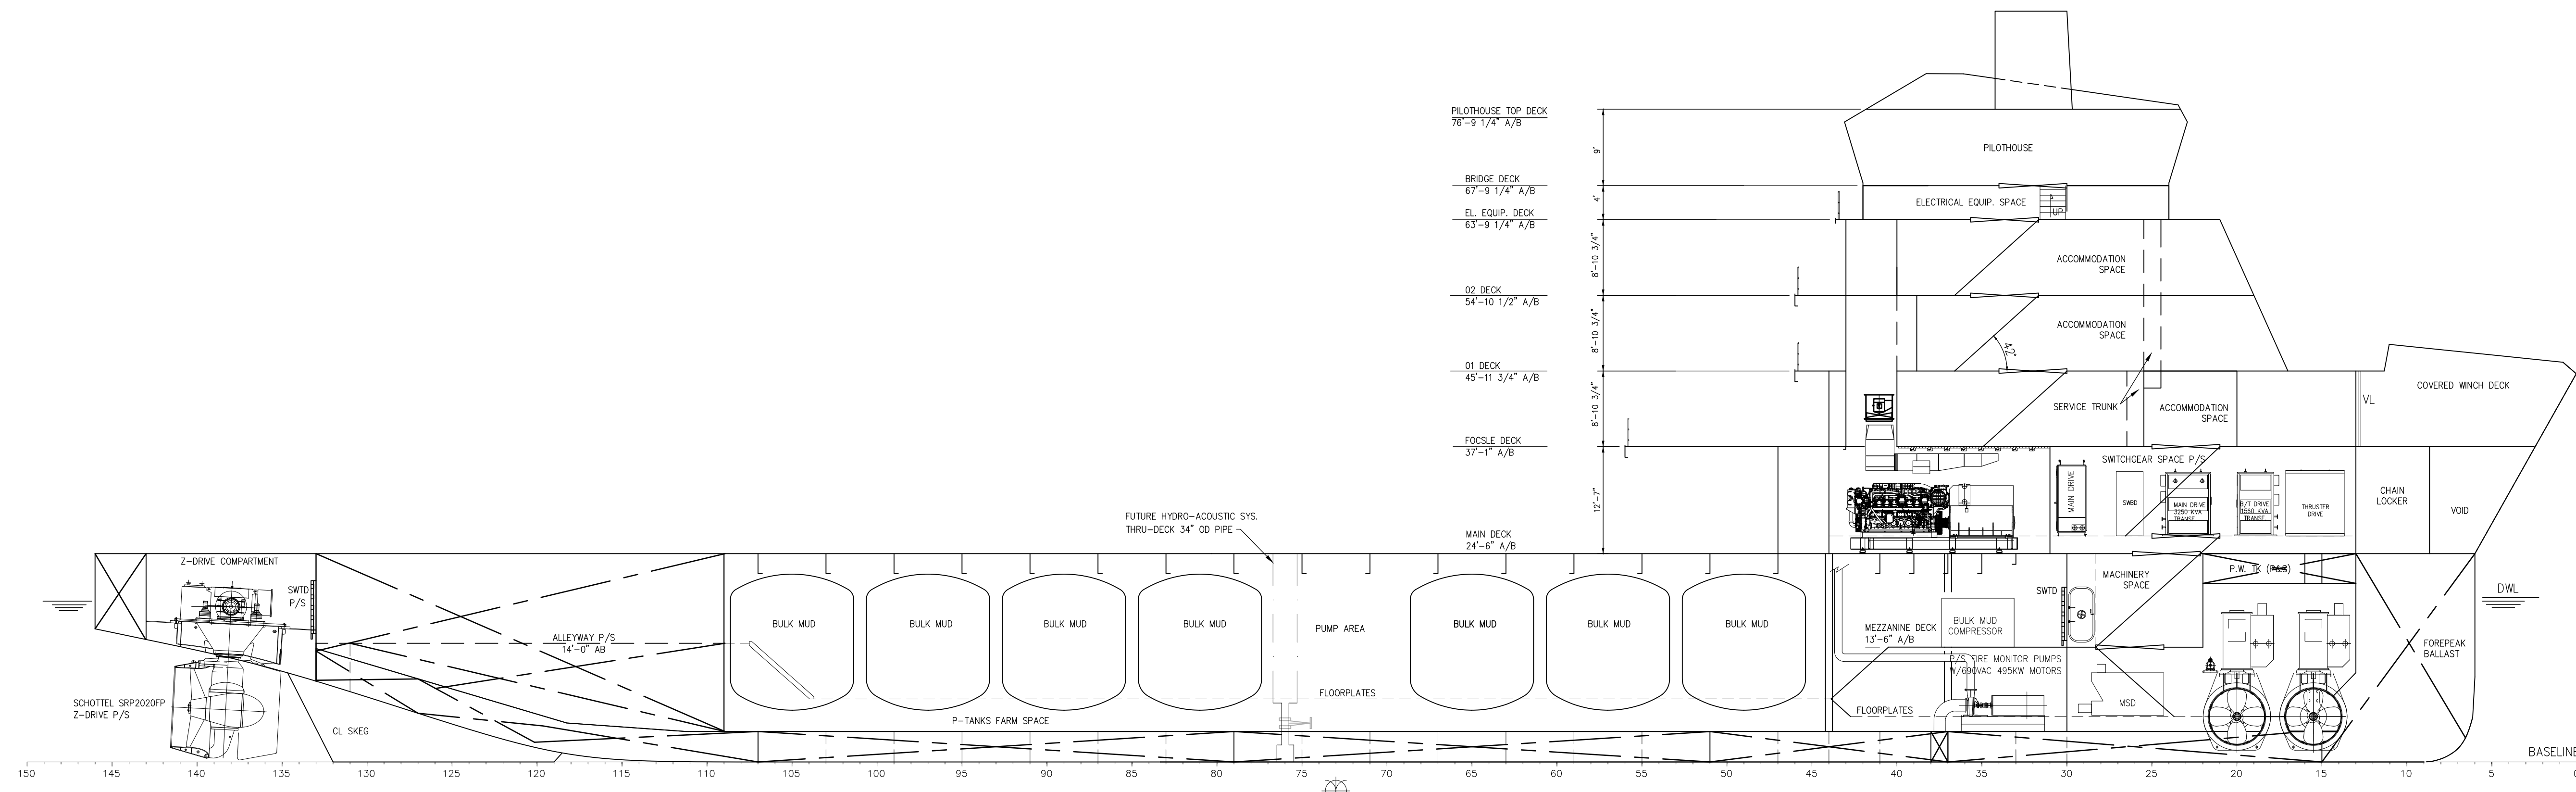 PILOTHOUSE TOP DECK
76'-9 1/4" A/B
9'
PILOTHOUSE
BRIDGE DECK
67'-9 1/4" A/B
4'
ELECTRICAL EQUIP. SPACE
UP
EL. EQUIP. DECK
63'-9 1/4" A/B
8'-10 3/4"
ACCOMMODATION
SPACE
02 DECK
54'-10 1/2" A/B
8'-10 3/4"
ACCOMMODATION
SPACE
42°
01 DECK
45'-11 3/4" A/B
8'-10 3/4"
SERVICE TRUNK
ACCOMMODATION
SPACE
VL
COVERED WINCH DECK
FOCSLE DECK
37'-1" A/B
12'-7"
SWITCHGEAR SPACE P/S
MAIN DRIVE
SWBD
MAIN DRIVE
3250 KVA
TRANSF.
B/T DRIVE
1560 KVA
TRANSF.
THRUSTER
DRIVE
CHAIN
LOCKER
VOID
FUTURE HYDRO-ACOUSTIC SYS.
THRU-DECK 34" OD PIPE
MAIN DECK
24'-6" A/B
Z-DRIVE COMPARTMENT
SWTD
P/S
ALLEYWAY P/S
14'-0" AB
BULK MUD
BULK MUD
BULK MUD
BULK MUD
PUMP AREA
BULK MUD
BULK MUD
BULK MUD
MEZZANINE DECK
13'-6" A/B
BULK MUD
COMPRESSOR
SWTD
MACHINERY
SPACE
P.W. TK (P&S)
DWL
P/S FIRE MONITOR PUMPS
W/690VAC 495KW MOTORS
FOREPEAK
BALLAST
SCHOTTEL SRP2020FP
Z-DRIVE P/S
CL SKEG
FLOORPLATES
P-TANKS FARM SPACE
FLOORPLATES
MSD
BASELINE
150 145 140 135 130 125 120 115 110 105 100 95 90 85 80 75 70 65 60 55 50 45 40 35 30 25 20 15 10 5 0